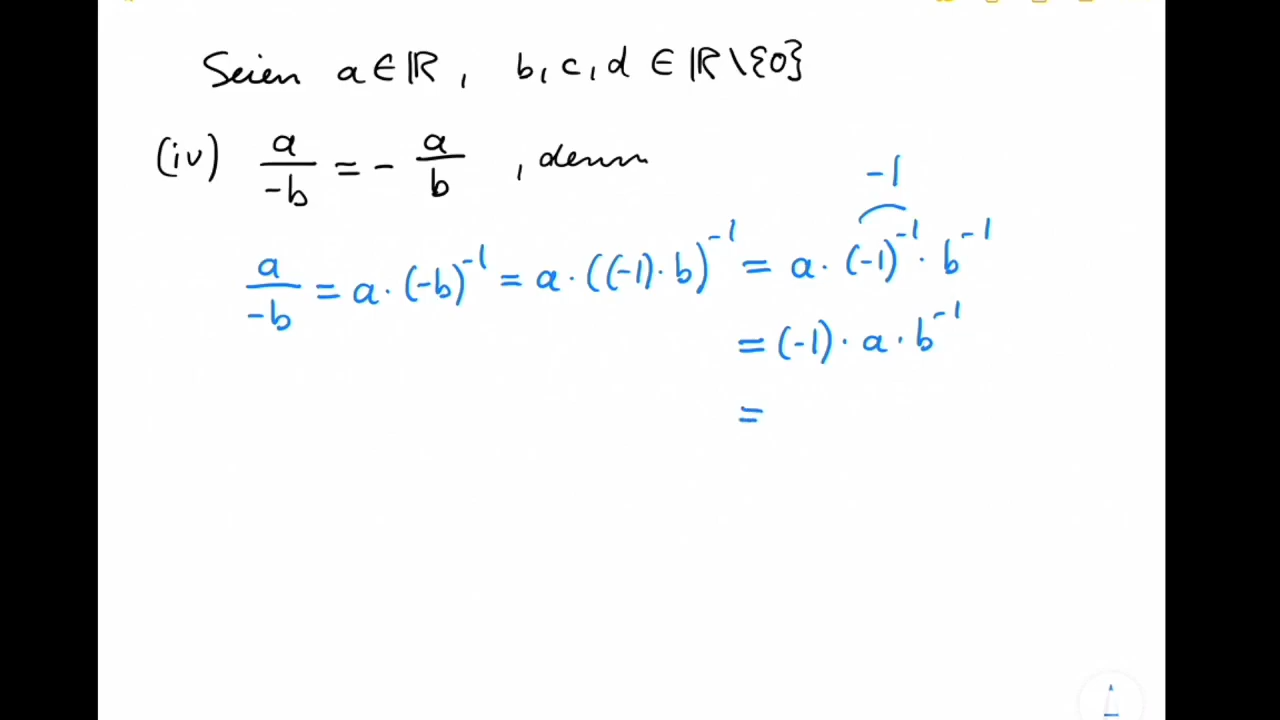 Seien a ∈ ℝ, b, c, d ∈ ℝ \ {0}
(iv) a/-b = - a/b , denn
-1
a/-b = a · (-b)^-1 = a · ((-1) · b)^-1 = a · (-1)^-1 · b^-1
= (-1) · a · b^-1
=